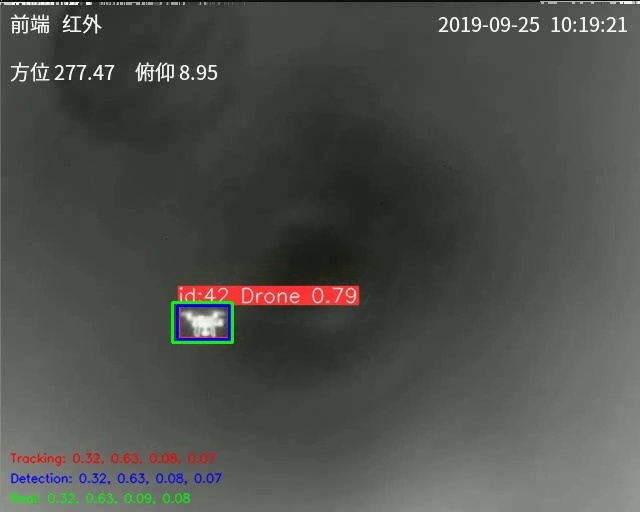 前端 红外 2019-09-25 10:19:21
方位 277.47 俯仰 8.95
id:42 Drone 0.79
Tracking: 0.32, 0.63, 0.08, 0.07
Detection: 0.32, 0.63, 0.08, 0.07
Real: 0.32, 0.63, 0.09, 0.08